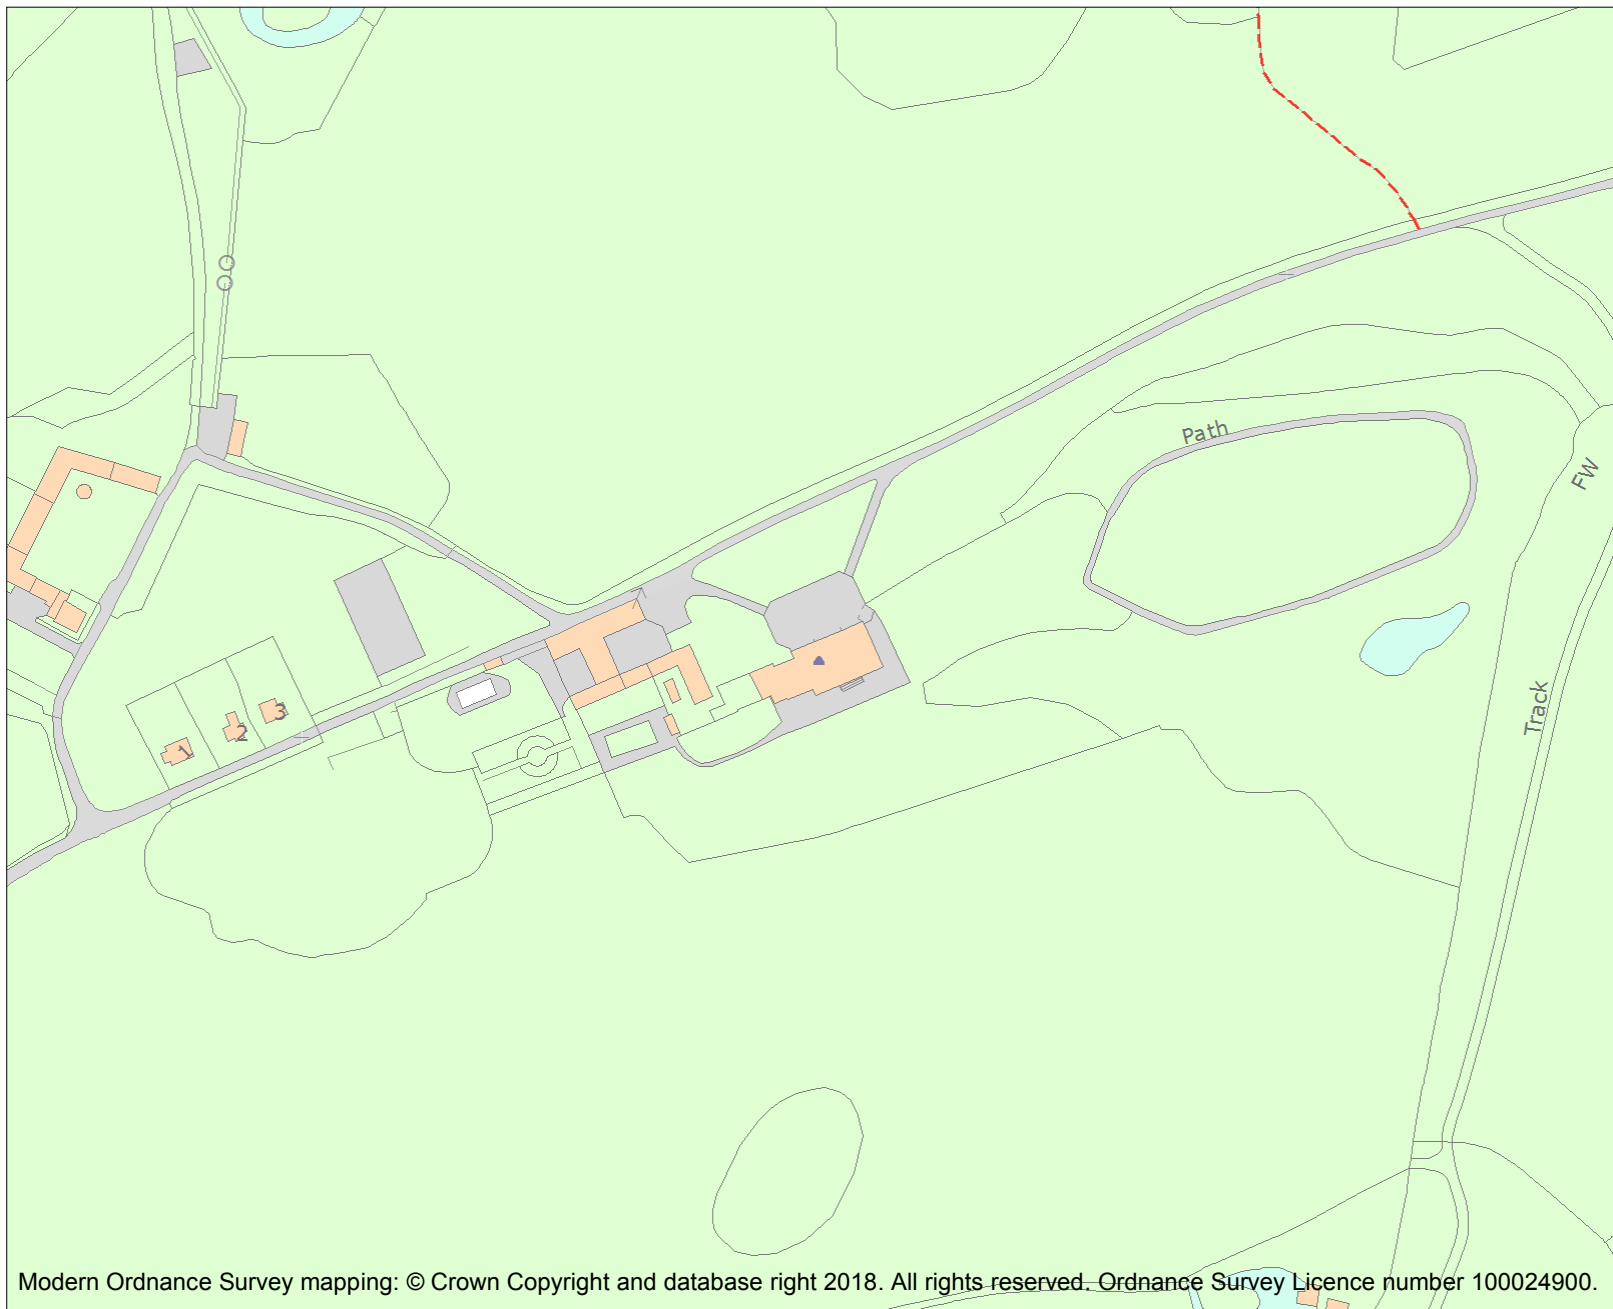 Path
FW
Track
3
2
1
Modern Ordnance Survey mapping: © Crown Copyright and database right 2018. All rights reserved. Ordnance Survey Licence number 100024900.